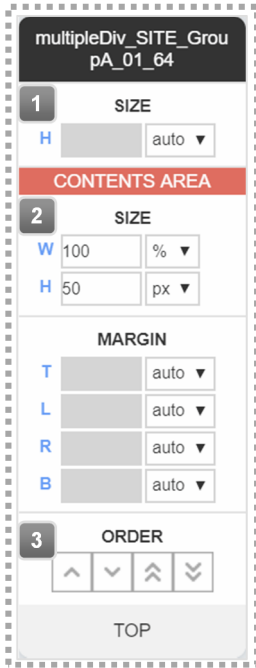 multipleDiv_SITE_Grou
pA_01_64
1
SIZE
H auto ▼
CONTENTS AREA
2
SIZE
W 100 % ▼
H 50 px ▼
MARGIN
T auto ▼
L auto ▼
R auto ▼
B auto ▼
3
ORDER
TOP